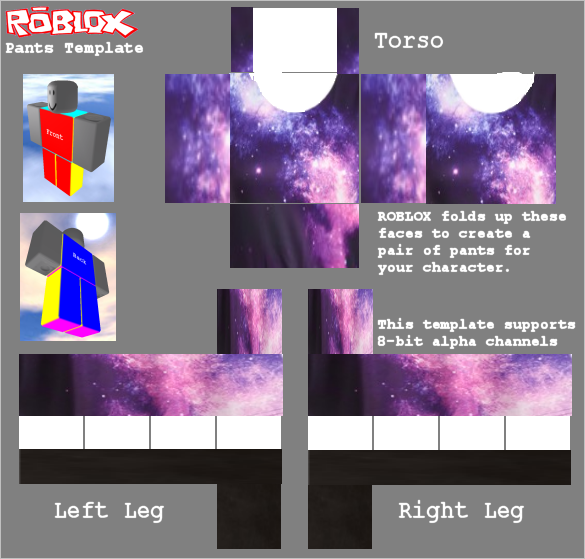 ROBLOX
Pants Template
Torso
Front
Back
ROBLOX folds up these
faces to create a
pair of pants for
your character.
This template supports
8-bit alpha channels
Left Leg
Right Leg